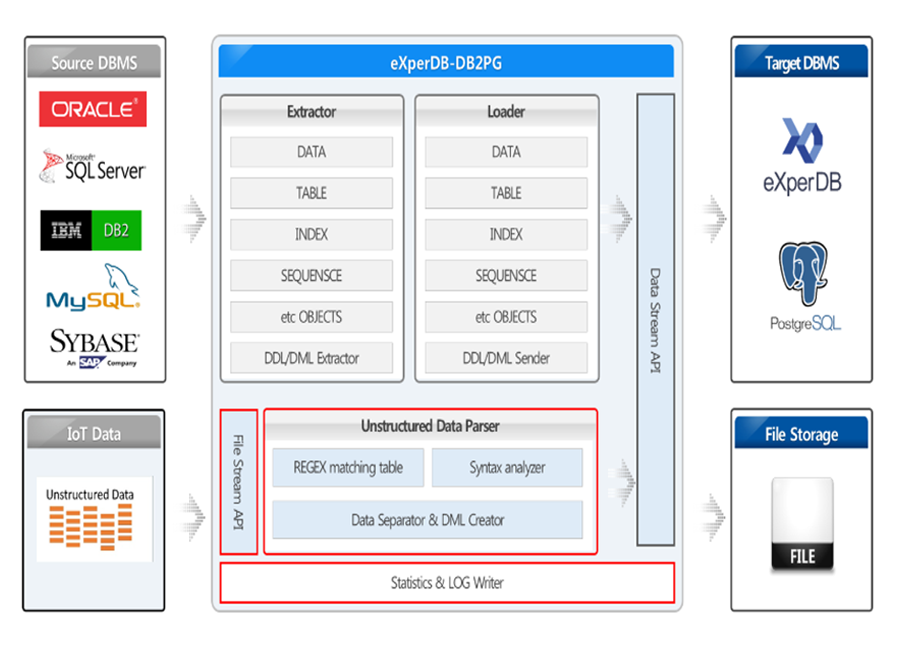 Source DBMS
ORACLE®
Microsoft®
SQL Server
IBM DB2
MySQL®
SYBASE®
An SAP Company
IoT Data
Unstructured Data
eXperDB-DB2PG
Extractor
DATA
TABLE
INDEX
SEQUENSCE
etc OBJECTS
DDL/DML Extractor
Loader
DATA
TABLE
INDEX
SEQUENSCE
etc OBJECTS
DDL/DML Sender
Data Stream API
File Stream API
Unstructured Data Parser
REGEX matching table
Syntax analyzer
Data Separator & DML Creator
Statistics & LOG Writer
Target DBMS
eXperDB
PostgreSQL
File Storage
FILE